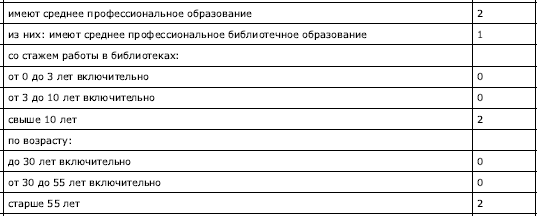 имеют среднее профессиональное образование 2
из них: имеют среднее профессиональное библиотечное образование 1
со стажем работы в библиотеках:
от 0 до 3 лет включительно 0
от 3 до 10 лет включительно 0
свыше 10 лет 2
по возрасту:
до 30 лет включительно 0
от 30 до 55 лет включительно 0
старше 55 лет 2